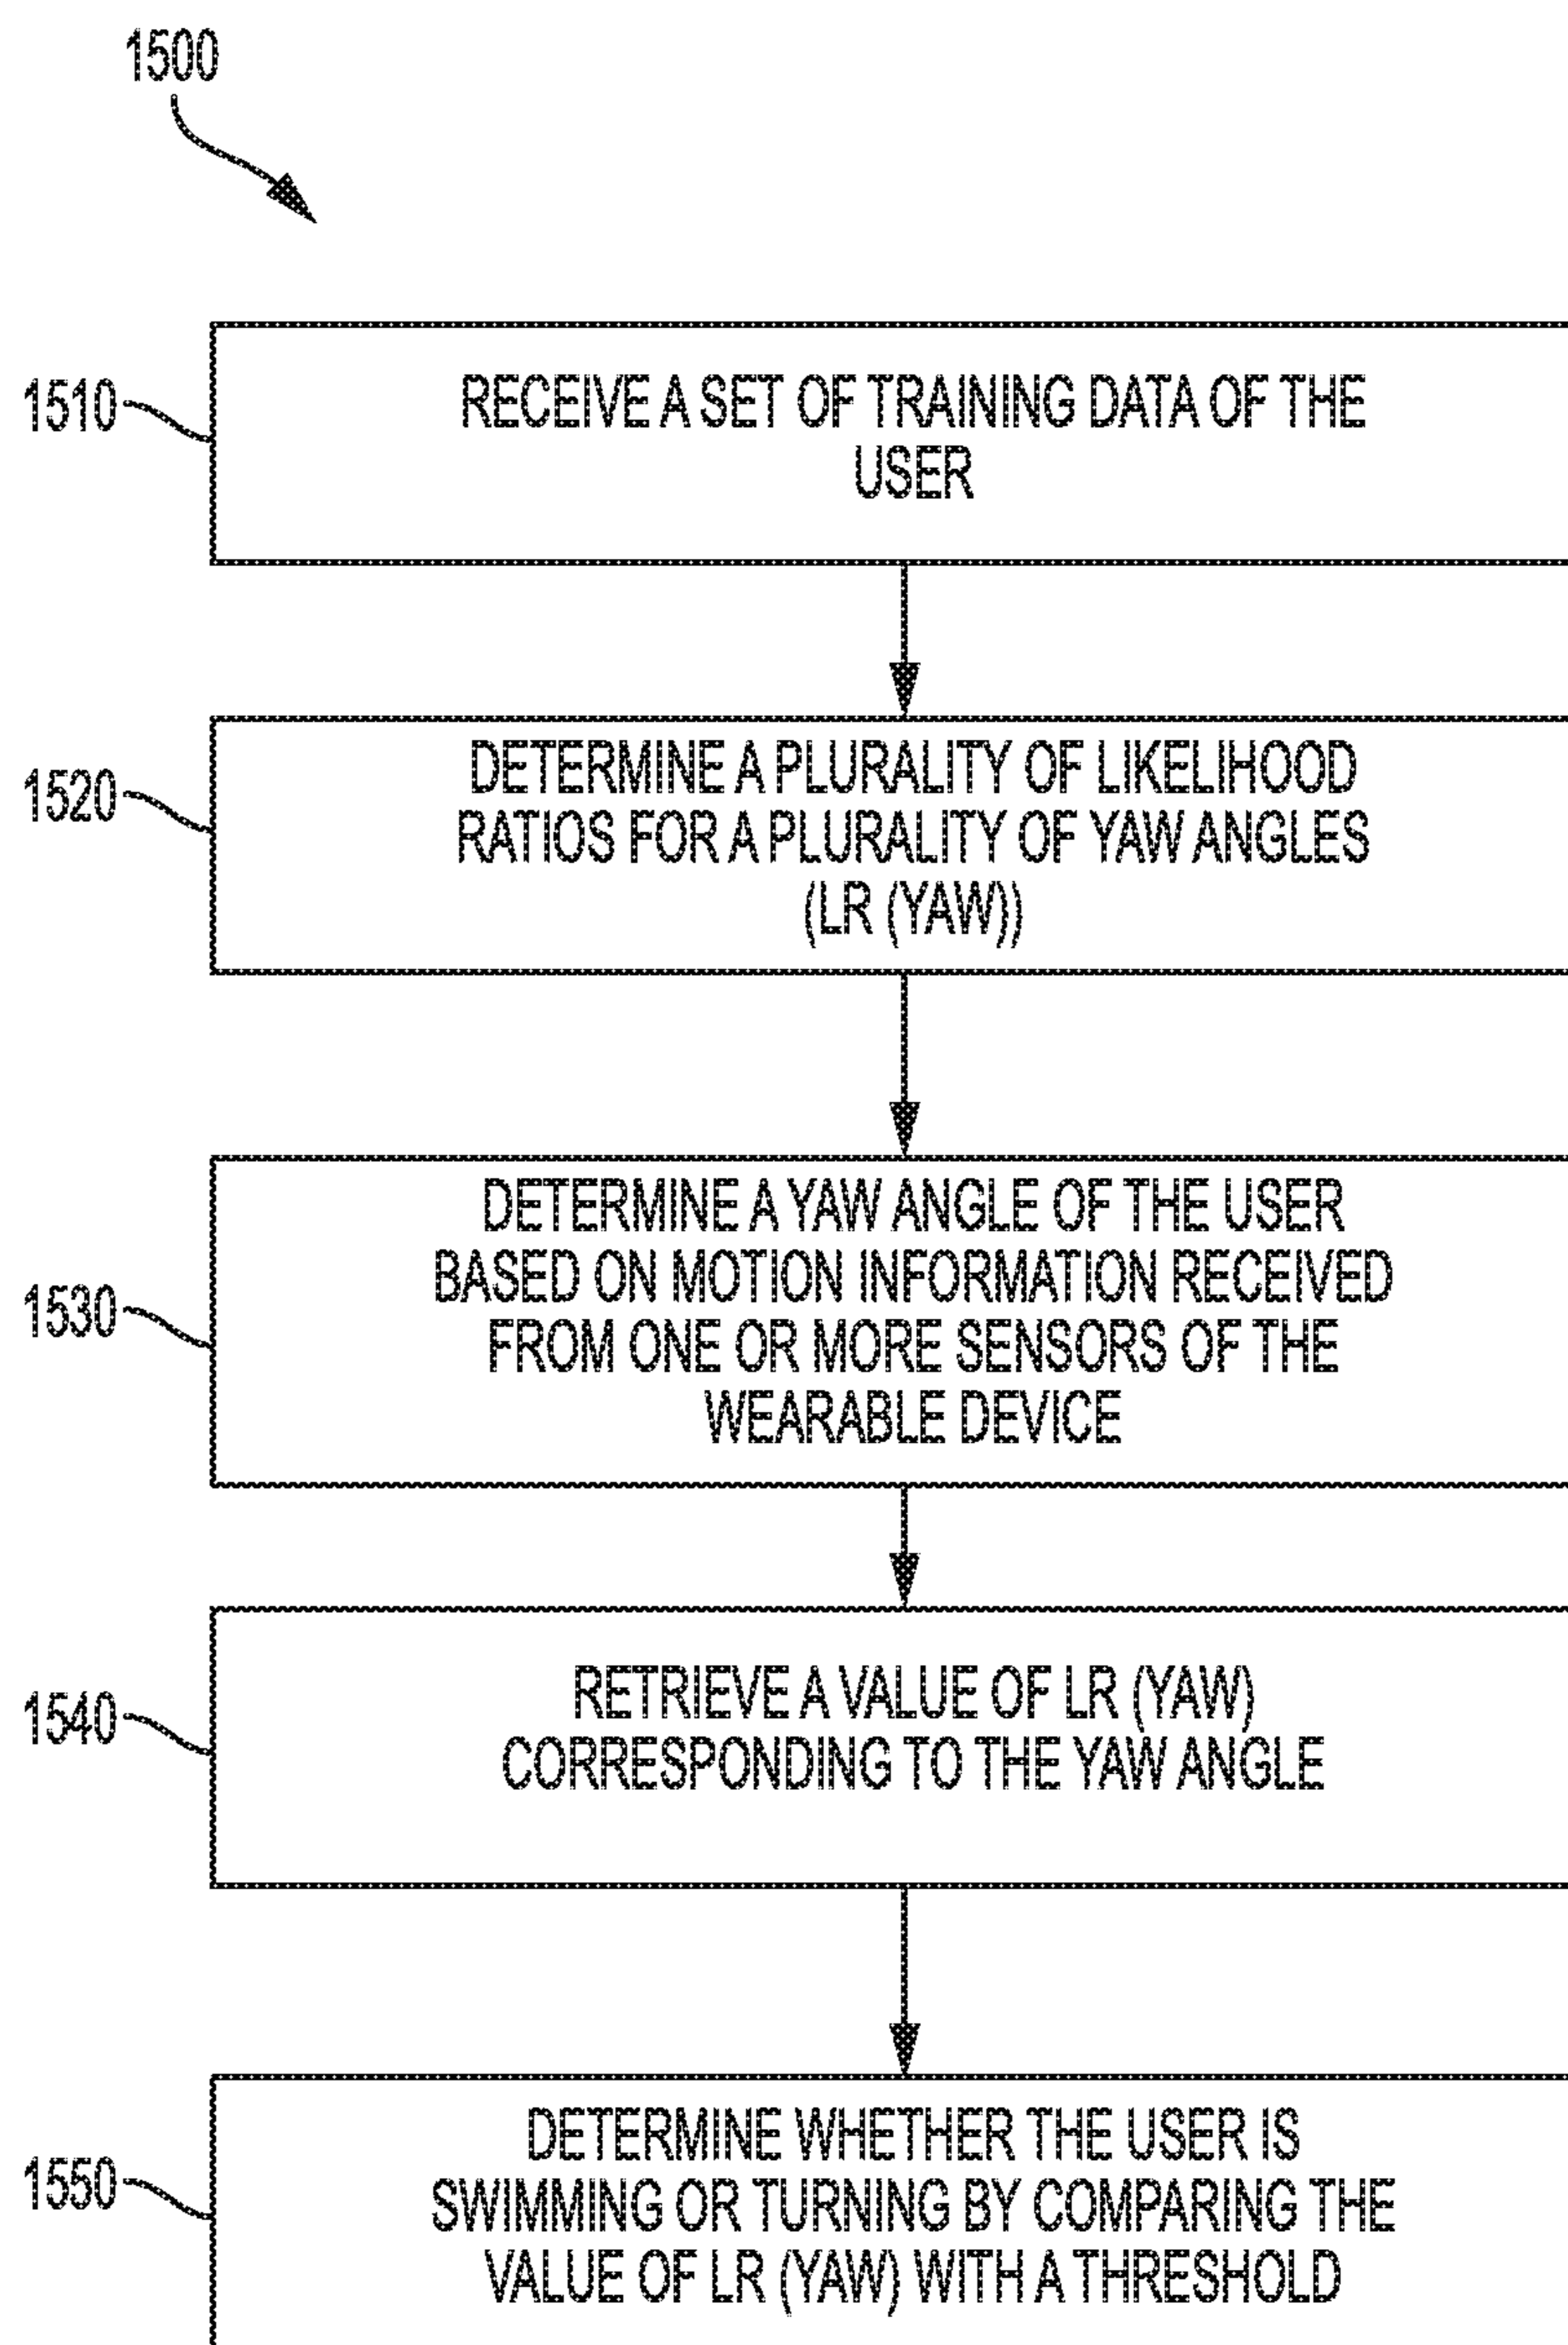 1500
1510
RECEIVE A SET OF TRAINING DATA OF THE
USER
1520
DETERMINE A PLURALITY OF LIKELIHOOD
RATIOS FOR A PLURALITY OF YAW ANGLES
(LR (YAW))
1530
DETERMINE A YAW ANGLE OF THE USER
BASED ON MOTION INFORMATION RECEIVED
FROM ONE OR MORE SENSORS OF THE
WEARABLE DEVICE
1540
RETRIEVE A VALUE OF LR (YAW)
CORRESPONDING TO THE YAW ANGLE
1550
DETERMINE WHETHER THE USER IS
SWIMMING OR TURNING BY COMPARING THE
VALUE OF LR (YAW) WITH A THRESHOLD